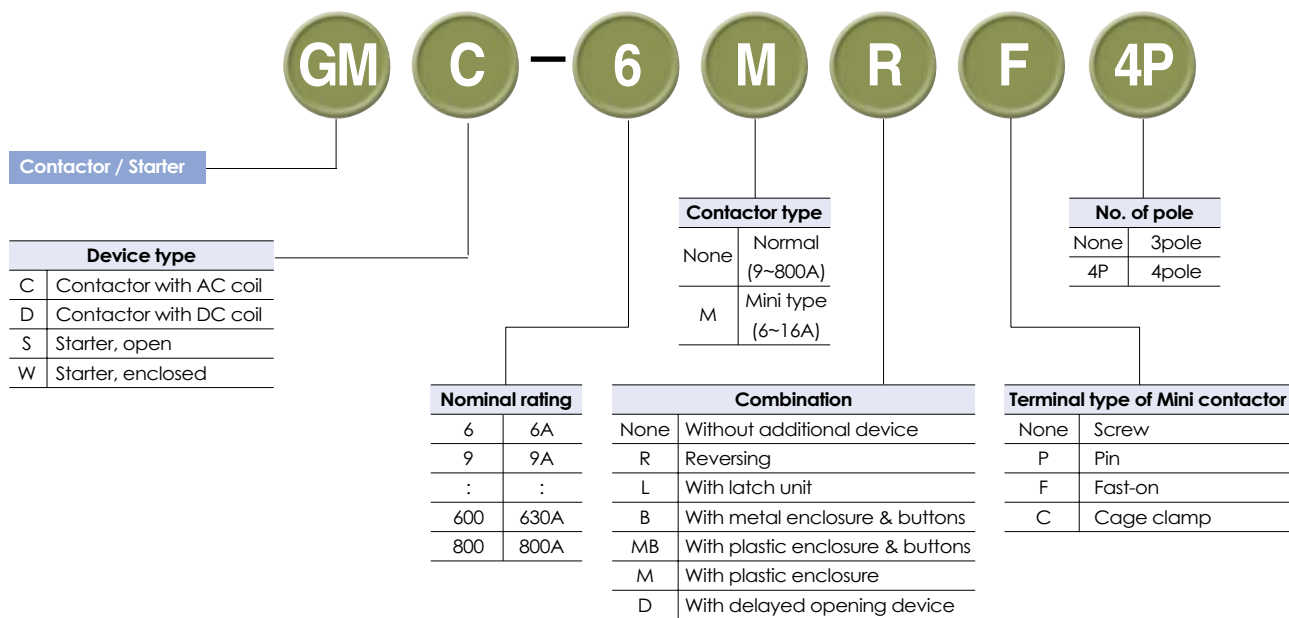 GM C - 6 M R F 4P
Contactor / Starter
Device type
C Contactor with AC coil
D Contactor with DC coil
S Starter, open
W Starter, enclosed
Nominal rating
6 6A
9 9A
: :
600 630A
800 800A
Contactor type
None Normal
(9~800A)
M Mini type
(6~16A)
Combination
None Without additional device
R Reversing
L With latch unit
B With metal enclosure & buttons
MB With plastic enclosure & buttons
M With plastic enclosure
D With delayed opening device
Terminal type of Mini contactor
None Screw
P Pin
F Fast-on
C Cage clamp
No. of pole
None 3pole
4P 4pole